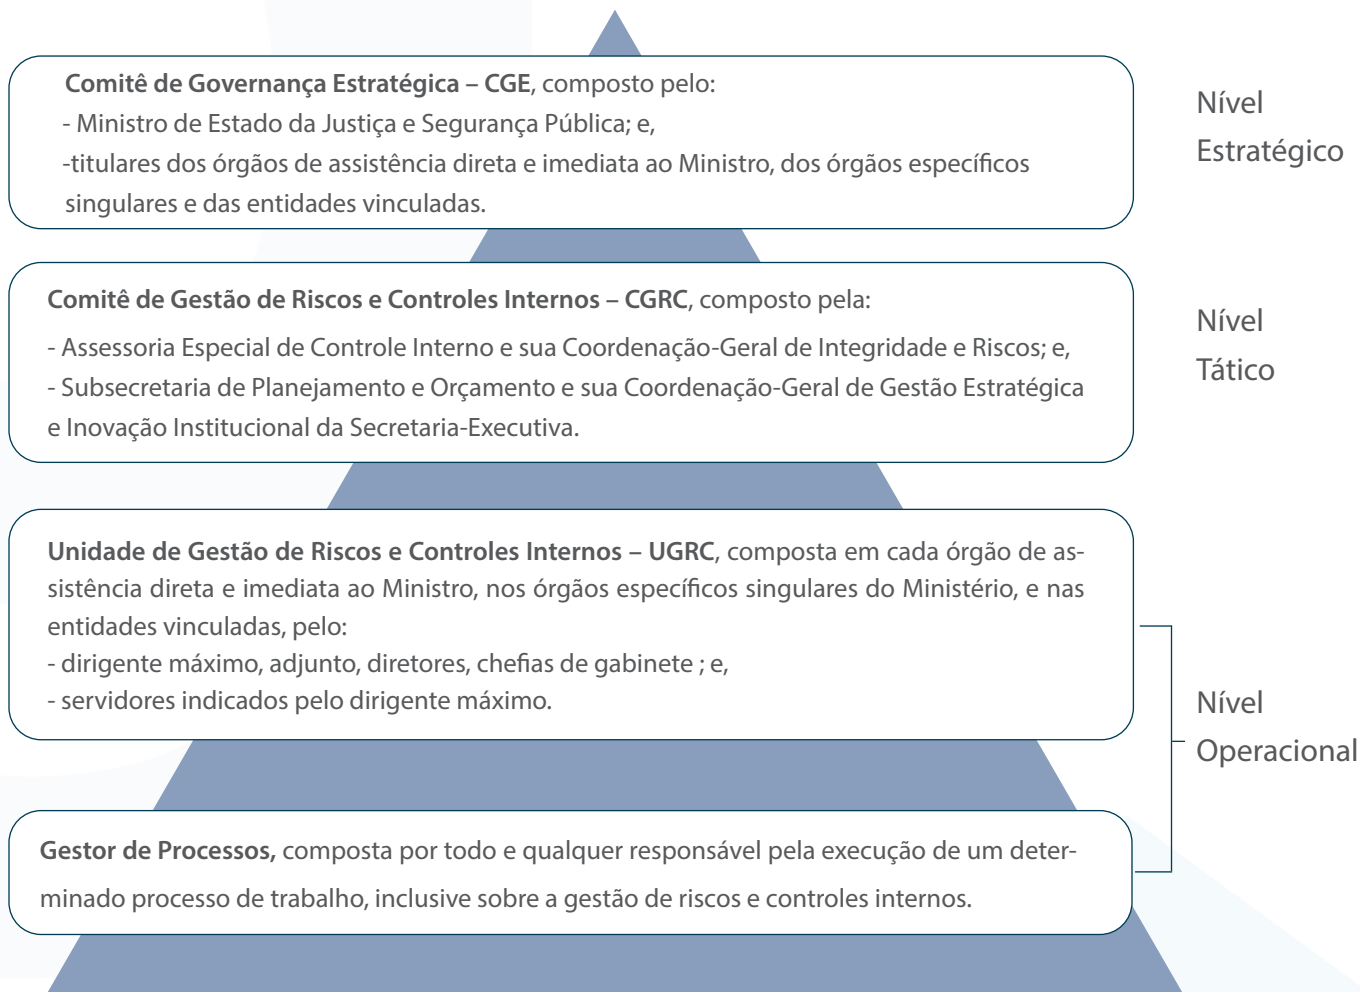 Comitê de Governança Estratégica – CGE, composto pelo:
- Ministro de Estado da Justiça e Segurança Pública; e,
-titulares dos órgãos de assistência direta e imediata ao Ministro, dos órgãos específicos
singulares e das entidades vinculadas.
Nível
Estratégico
Comitê de Gestão de Riscos e Controles Internos – CGRC, composto pela:
- Assessoria Especial de Controle Interno e sua Coordenação-Geral de Integridade e Riscos; e,
- Subsecretaria de Planejamento e Orçamento e sua Coordenação-Geral de Gestão Estratégica
e Inovação Institucional da Secretaria-Executiva.
Nível
Tático
Unidade de Gestão de Riscos e Controles Internos – UGRC, composta em cada órgão de as-
sistência direta e imediata ao Ministro, nos órgãos específicos singulares do Ministério, e nas
entidades vinculadas, pelo:
- dirigente máximo, adjunto, diretores, chefias de gabinete ; e,
- servidores indicados pelo dirigente máximo.
Nível
Operacional
Gestor de Processos, composta por todo e qualquer responsável pela execução de um deter-
minado processo de trabalho, inclusive sobre a gestão de riscos e controles internos.